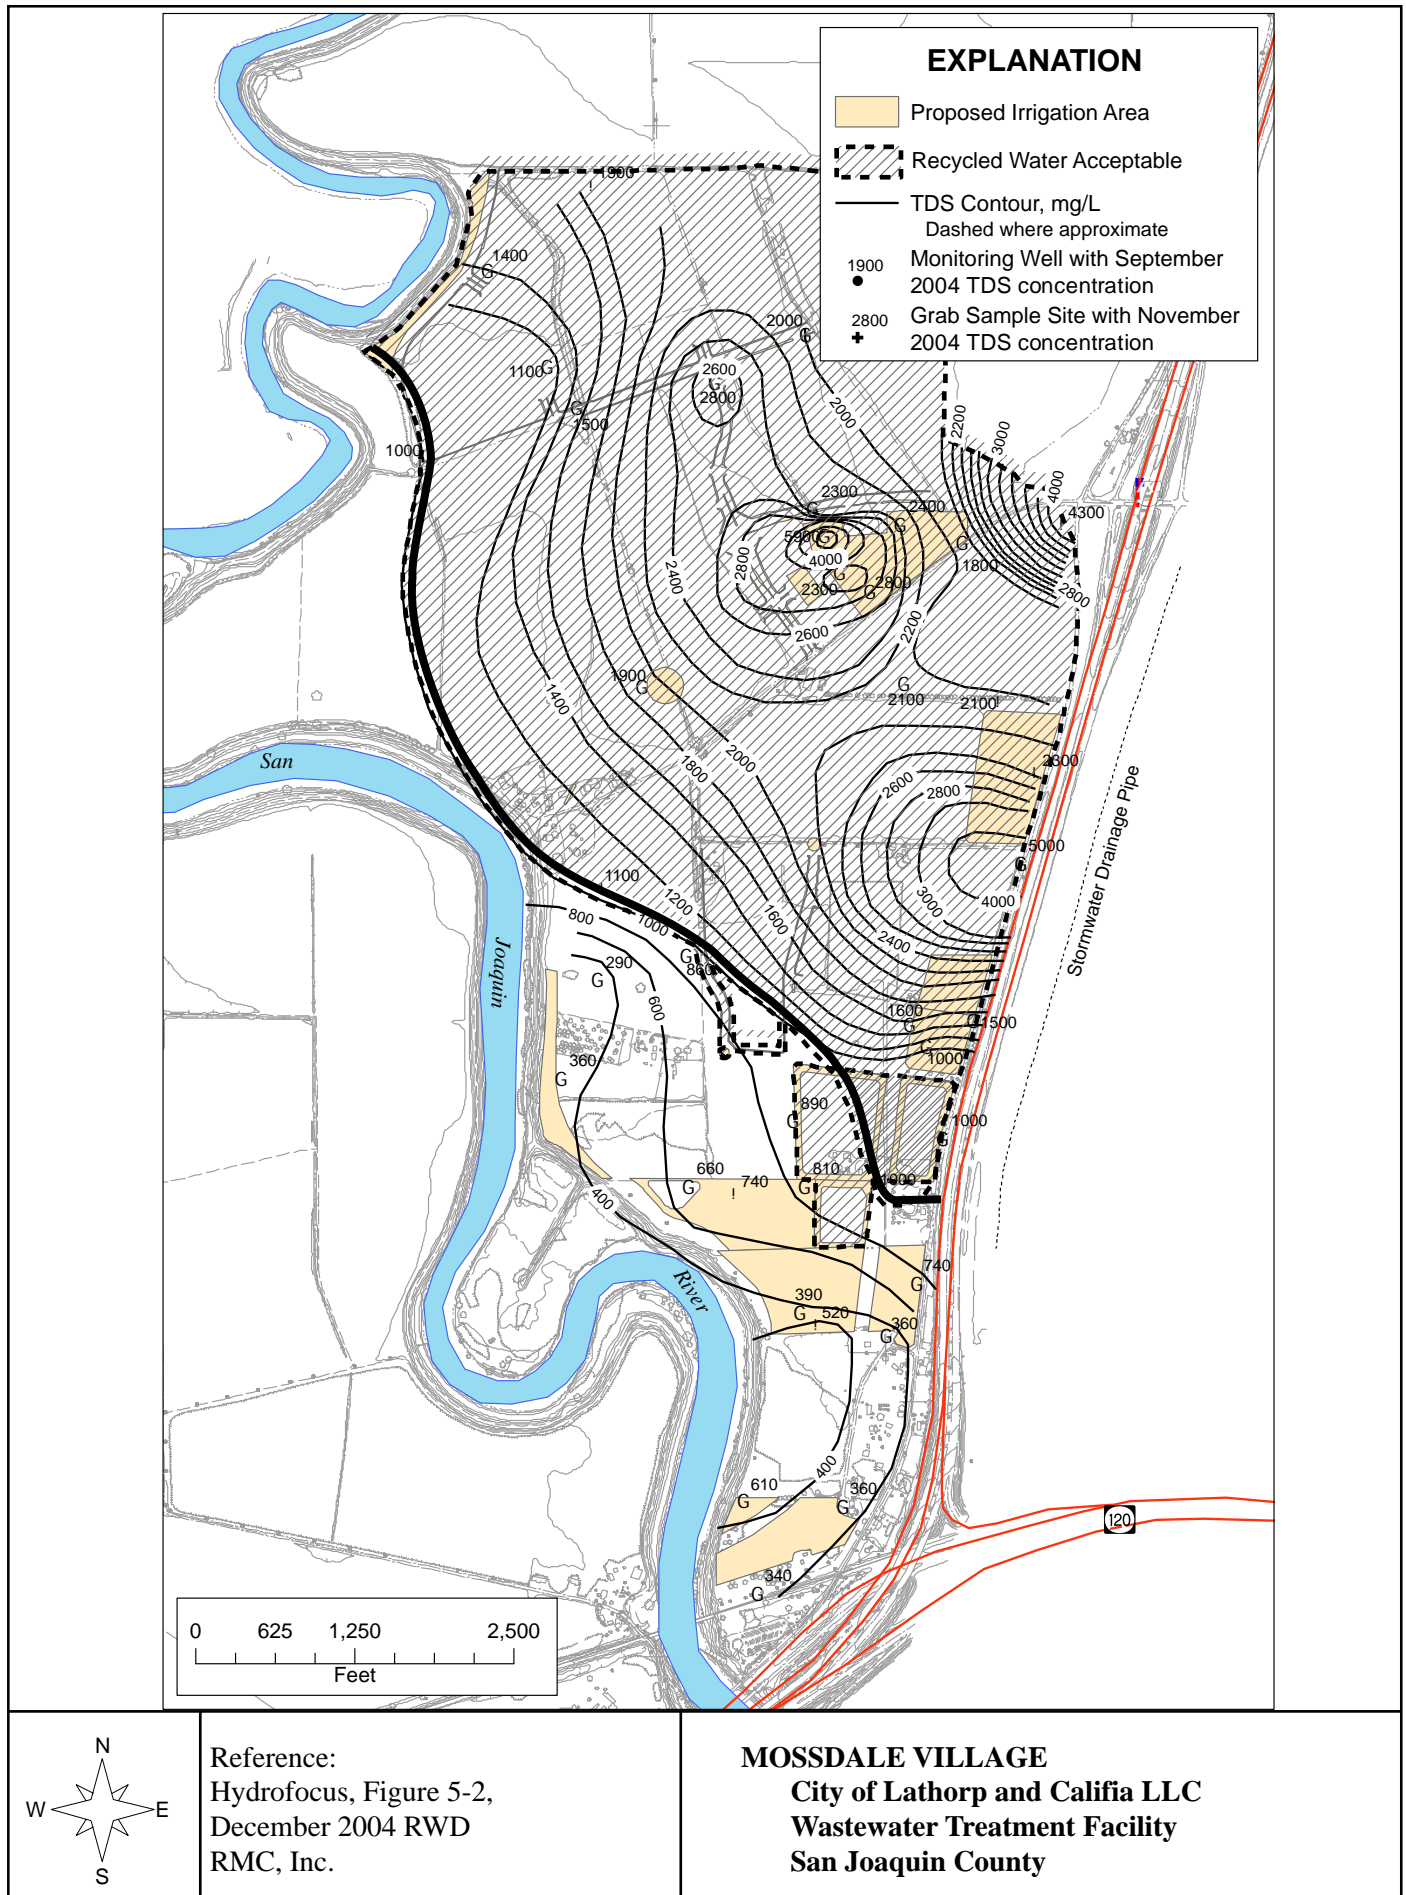 EXPLANATION
Proposed Irrigation Area
Recycled Water Acceptable
TDS Contour, mg/L
Dashed where approximate
1900
Monitoring Well with September
2004 TDS concentration
2800
Grab Sample Site with November
2004 TDS concentration
1900
1400
G
2000
G
1100
G
2600
G
2800
G
1500
2000
2200
3000
1000
4000
4300
2300
G
2400
G
5900
G
G
4000
2800
2400
G
1800
2300
2800
G
2800
2600
2200
1900
G
G
2100
2100
!
1400
2000
1800
2300
San
2600
2800
5000
G
4000
3000
1100
1200
1600
800
1000
2400
Stormwater Drainage Pipe
Joaquin
290
G
G
860
600
1600
G
G
1500
G
1000
360
G
890
G
1000
G
660
G
740
!
810
G
1000
400
740
G
River
390
G
520
!
360
G
400
610
G
360
G
340
G
120
0 625 1,250 2,500
Feet
N
W E
S
Reference:
Hydrofocus, Figure 5-2,
December 2004 RWD
RMC, Inc.
MOSSDALE VILLAGE
City of Lathorp and Califia LLC
Wastewater Treatment Facility
San Joaquin County